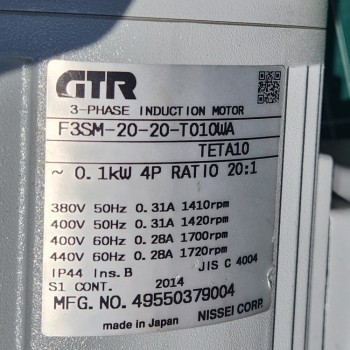 GTR
3-PHASE INDUCTION MOTOR
F3SM-20-20-T010WA
TETA10
~ 0.1kW 4P RATIO 20:1
380V 50Hz 0.31A 1410rpm
400V 50Hz 0.31A 1420rpm
400V 60Hz 0.28A 1700rpm
440V 60Hz 0.28A 1720rpm
IP44 Ins.B JIS C 4004
S1 CONT. 2014
MFG. NO. 49550379004
made in Japan NISSEI CORP.